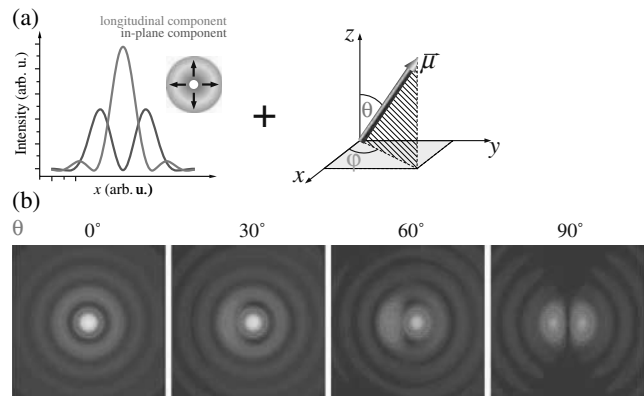 (a)
longitudinal component
in-plane component
Intensity (arb. u.)
x (arb. u.)
+
z
μ⃗
θ
y
φ
x
(b)
θ 0° 30° 60° 90°